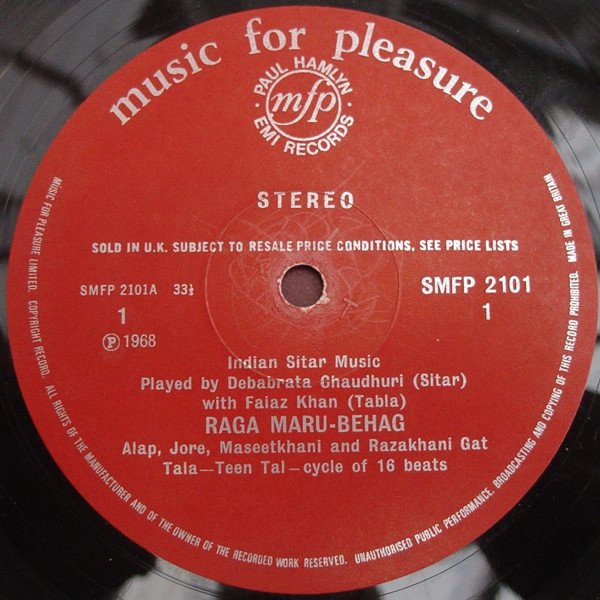 music for pleasure
PAUL HAMLYN
mfp
EMI RECORDS
STEREO
SOLD IN U.K. SUBJECT TO RESALE PRICE CONDITIONS, SEE PRICE LISTS
SMFP 2101A 33⅓
SMFP 2101
1
1
Ⓟ 1968
Indian Sitar Music
Played by Debabrata Chaudhuri (Sitar)
with Faiaz Khan (Tabla)
RAGA MARU-BEHAG
Alap, Jore, Maseetkhani and Razakhani Gat
Tala—Teen Tal—cycle of 16 beats
MUSIC FOR PLEASURE LIMITED. COPYRIGHT RECORD. ALL RIGHTS OF THE MANUFACTURER AND OF THE OWNER OF THE RECORDED WORK RESERVED. UNAUTHORISED PUBLIC PERFORMANCE, BROADCASTING AND COPYING OF THIS RECORD PROHIBITED. MADE IN GREAT BRITAIN